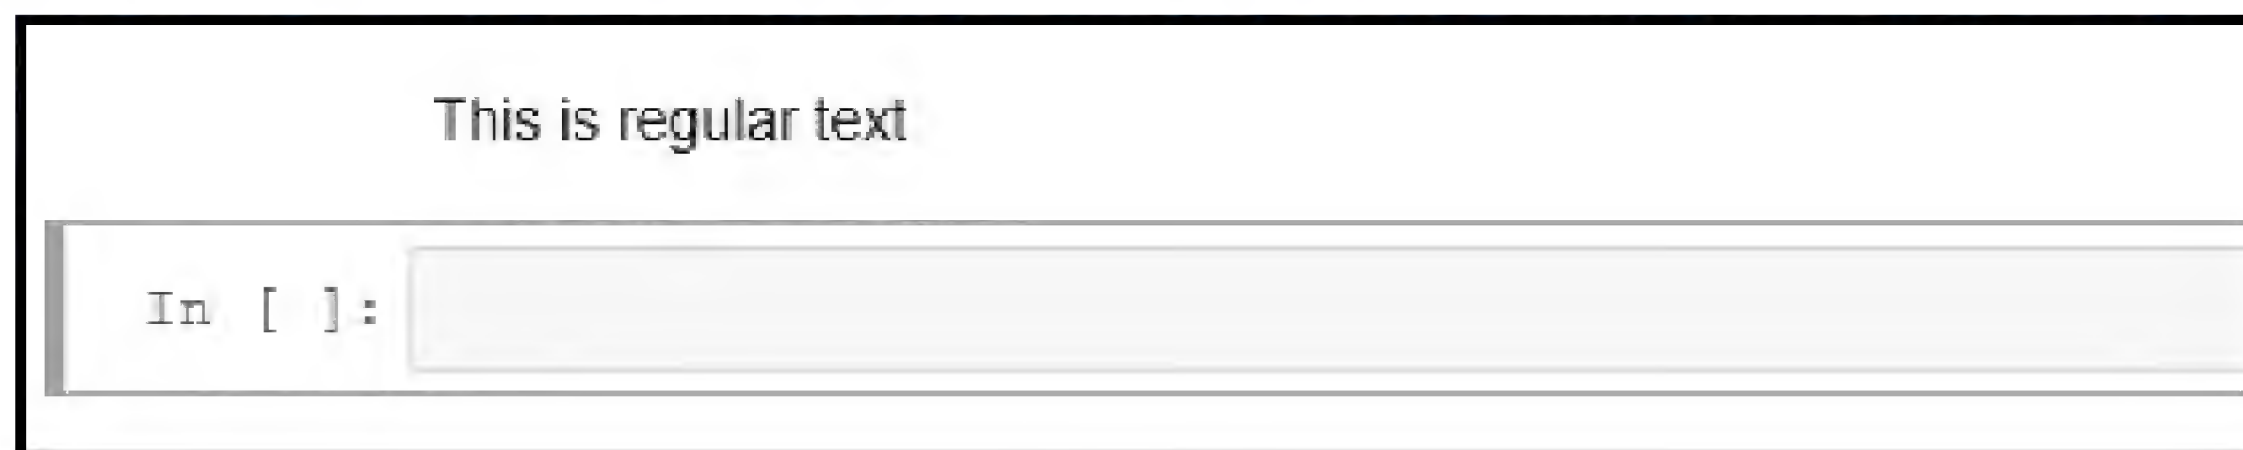 This is regular text
In [ ]: